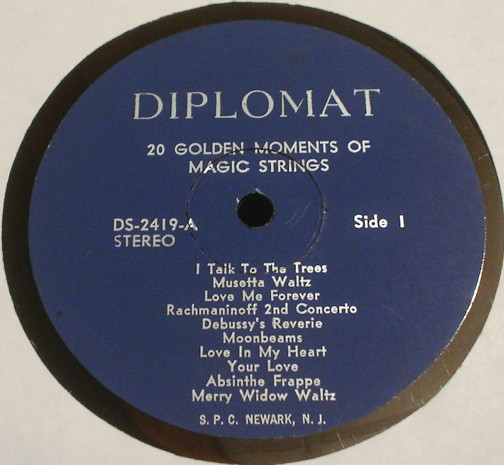 DIPLOMAT
20 GOLDEN MOMENTS OF
MAGIC STRINGS
DS-2419-A
STEREO
Side 1
I Talk To The Trees
Musetta Waltz
Love Me Forever
Rachmaninoff 2nd Concerto
Debussy's Reverie
Moonbeams
Love In My Heart
Your Love
Absinthe Frappe
Merry Widow Waltz
S. P. C. NEWARK, N. J.